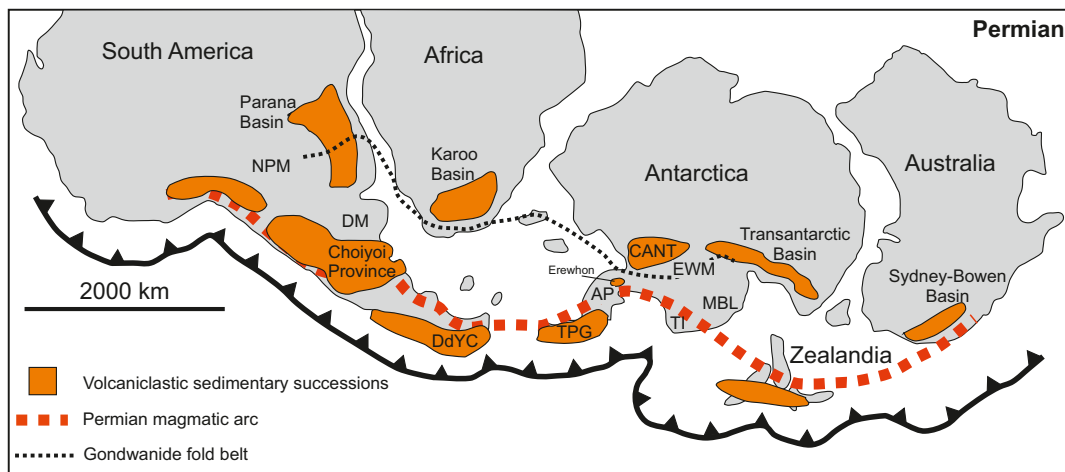 Permian
South America
Africa
Parana
Basin
NPM
Karoo
Basin
Antarctica
Australia
DM
Choiyoi
Province
CANT
EWM
Transantarctic
Basin
Erewhon
AP
MBL
TI
Sydney-Bowen
Basin
2000 km
DdYC
TPG
Zealandia
Volcaniclastic sedimentary successions
Permian magmatic arc
Gondwanide fold belt